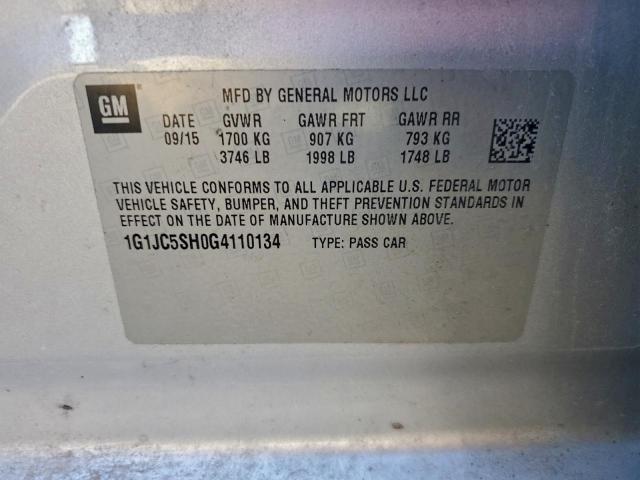 GM
MFD BY GENERAL MOTORS LLC
DATE GVWR GAWR FRT GAWR RR
09/15 1700 KG 907 KG 793 KG
3746 LB 1998 LB 1748 LB
THIS VEHICLE CONFORMS TO ALL APPLICABLE U.S. FEDERAL MOTOR
VEHICLE SAFETY, BUMPER, AND THEFT PREVENTION STANDARDS IN
EFFECT ON THE DATE OF MANUFACTURE SHOWN ABOVE.
1G1JC5SH0G4110134 TYPE: PASS CAR